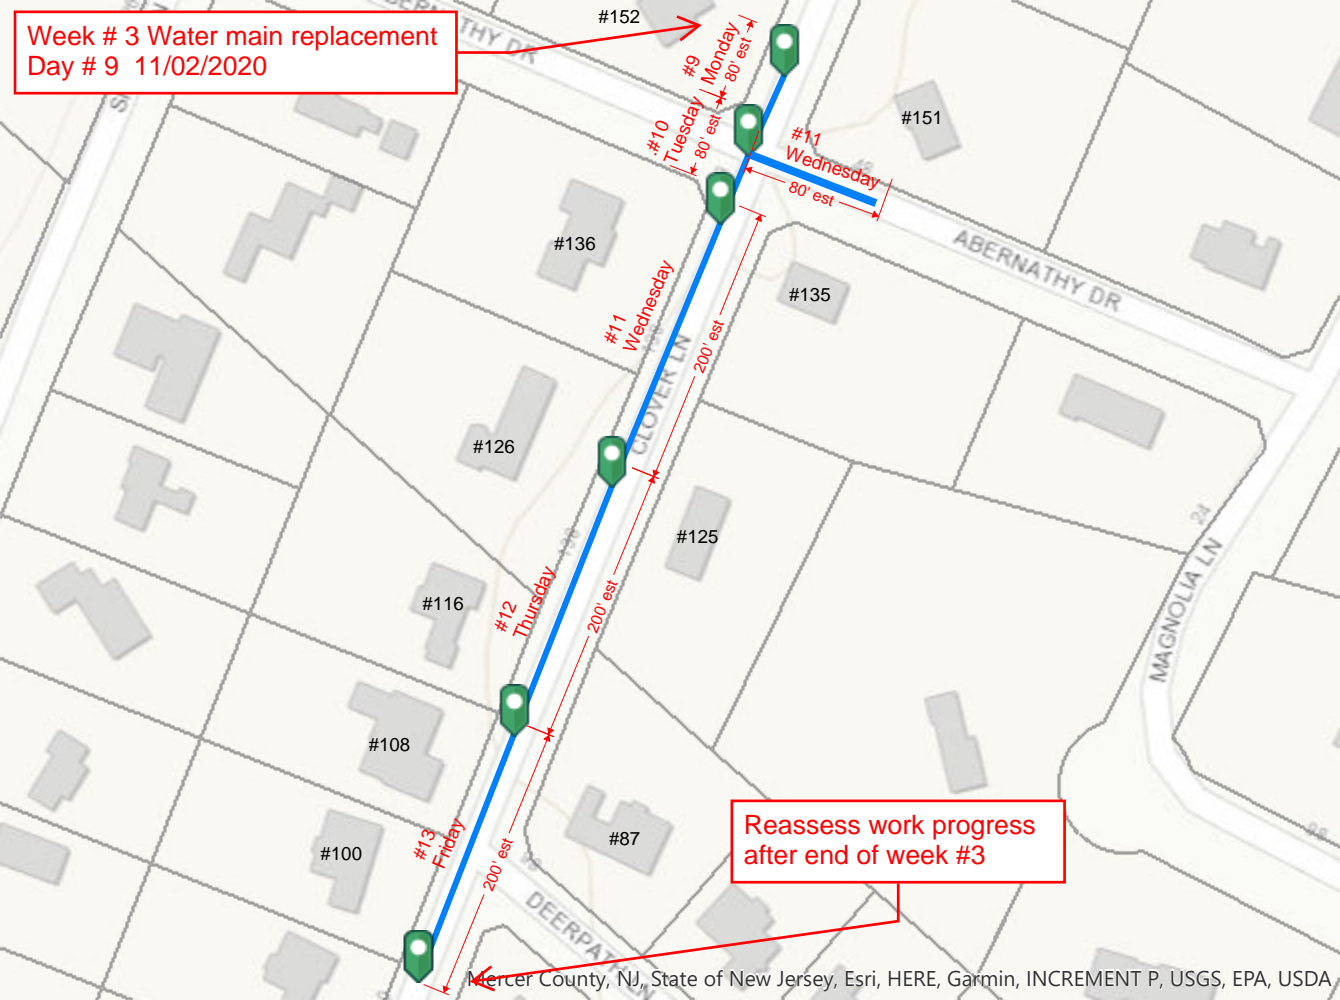 Week # 3 Water main replacement
Day # 9 11/02/2020
#152
#9
Monday
80' est
.#10
Tuesday
80' est
#151
#11
Wednesday
80' est
48
ABERNATHY DR
#136
#135
#11
Wednesday
200' est
CLOVER LN
#126
#125
24
MAGNOLIA LN
#116
#12
Thursday
200' est
#108
#87
#100
#13
Friday
200' est
Reassess work progress
after end of week #3
DEERPATH LN
Mercer County, NJ, State of New Jersey, Esri, HERE, Garmin, INCREMENT P, USGS, EPA, USDA